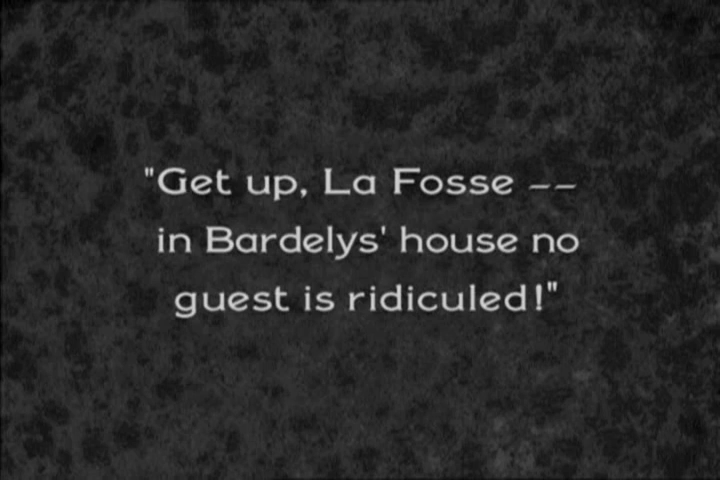 "Get up, La Fosse --
in Bardelys' house no
guest is ridiculed!"